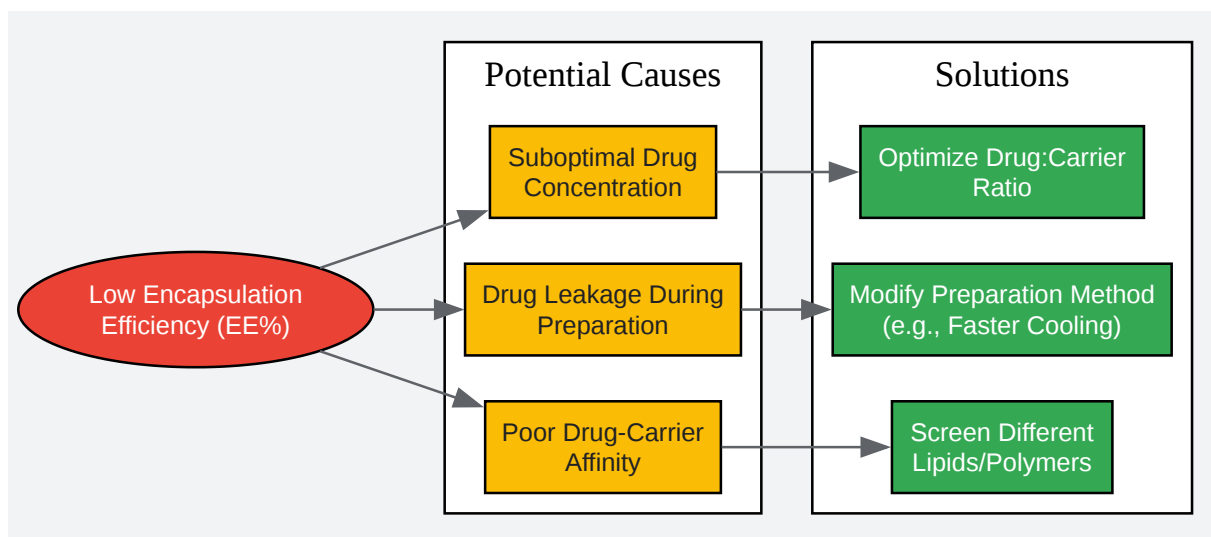 Potential Causes
Solutions
Suboptimal Drug
Concentration
Optimize Drug:Carrier
Ratio
Low Encapsulation
Efficiency (EE%)
Drug Leakage During
Preparation
Modify Preparation Method
(e.g., Faster Cooling)
Poor Drug-Carrier
Affinity
Screen Different
Lipids/Polymers